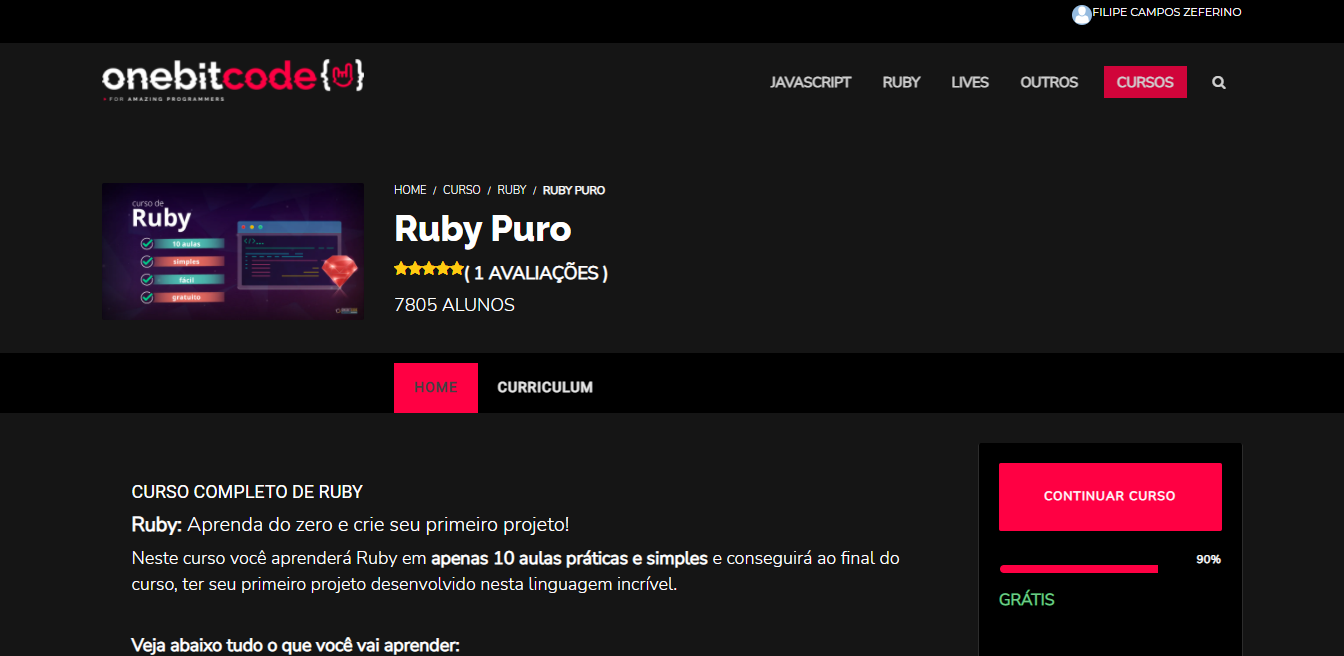 FILIPE CAMPOS ZEFERINO
onebitcode{}
> FOR AMAZING PROGRAMMERS
JAVASCRIPT RUBY LIVES OUTROS CURSOS
curso de
Ruby
10 aulas
simples
fácil
gratuito
HOME / CURSO / RUBY / RUBY PURO
Ruby Puro
( 1 AVALIAÇÕES )
7805 ALUNOS
HOME CURRICULUM
CURSO COMPLETO DE RUBY
Ruby: Aprenda do zero e crie seu primeiro projeto!
Neste curso você aprenderá Ruby em apenas 10 aulas práticas e simples e conseguirá ao final do
curso, ter seu primeiro projeto desenvolvido nesta linguagem incrível.
Veja abaixo tudo o que você vai aprender:
CONTINUAR CURSO
90%
GRÁTIS